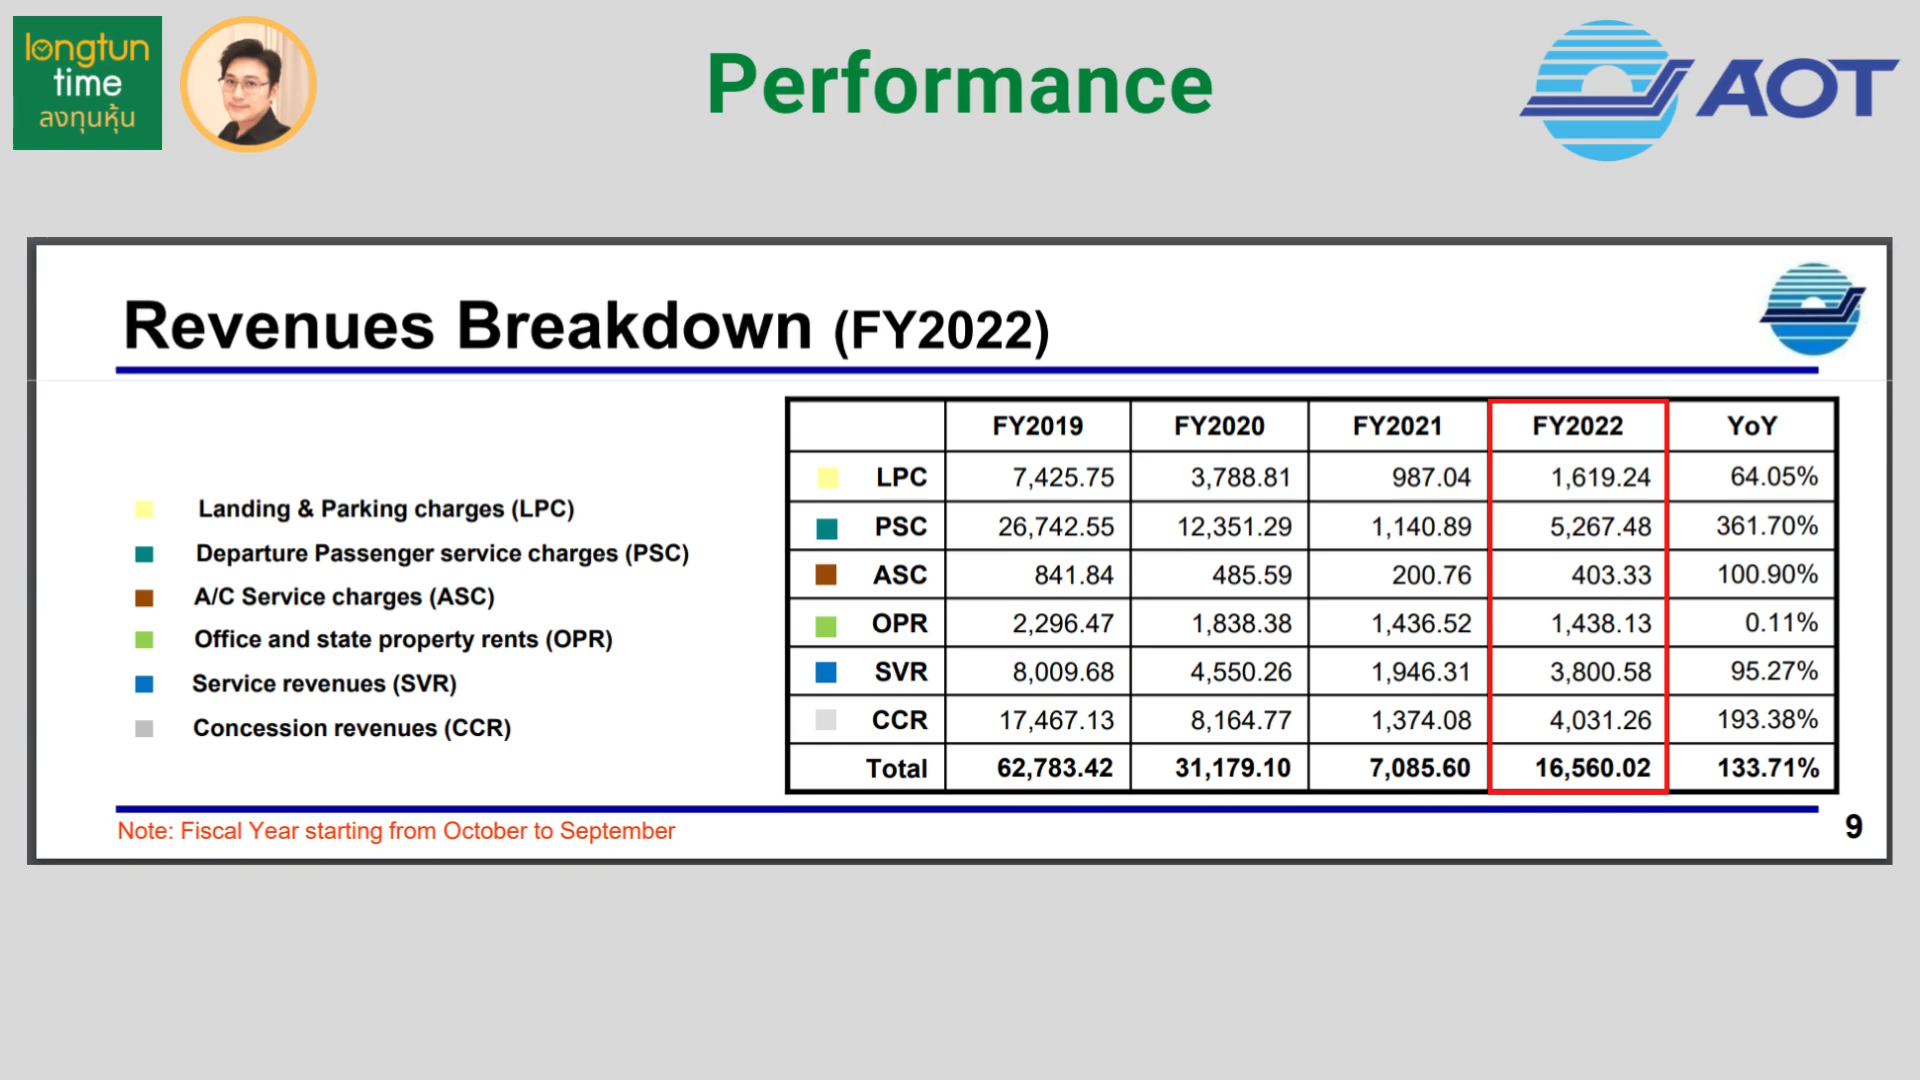 longtun
time
ลงทุนหุ้น
Performance
AOT
Revenues Breakdown (FY2022)
Landing & Parking charges (LPC)
Departure Passenger service charges (PSC)
A/C Service charges (ASC)
Office and state property rents (OPR)
Service revenues (SVR)
Concession revenues (CCR)
FY2019 FY2020 FY2021 FY2022 YoY
LPC 7,425.75 3,788.81 987.04 1,619.24 64.05%
PSC 26,742.55 12,351.29 1,140.89 5,267.48 361.70%
ASC 841.84 485.59 200.76 403.33 100.90%
OPR 2,296.47 1,838.38 1,436.52 1,438.13 0.11%
SVR 8,009.68 4,550.26 1,946.31 3,800.58 95.27%
CCR 17,467.13 8,164.77 1,374.08 4,031.26 193.38%
Total 62,783.42 31,179.10 7,085.60 16,560.02 133.71%
Note: Fiscal Year starting from October to September
9